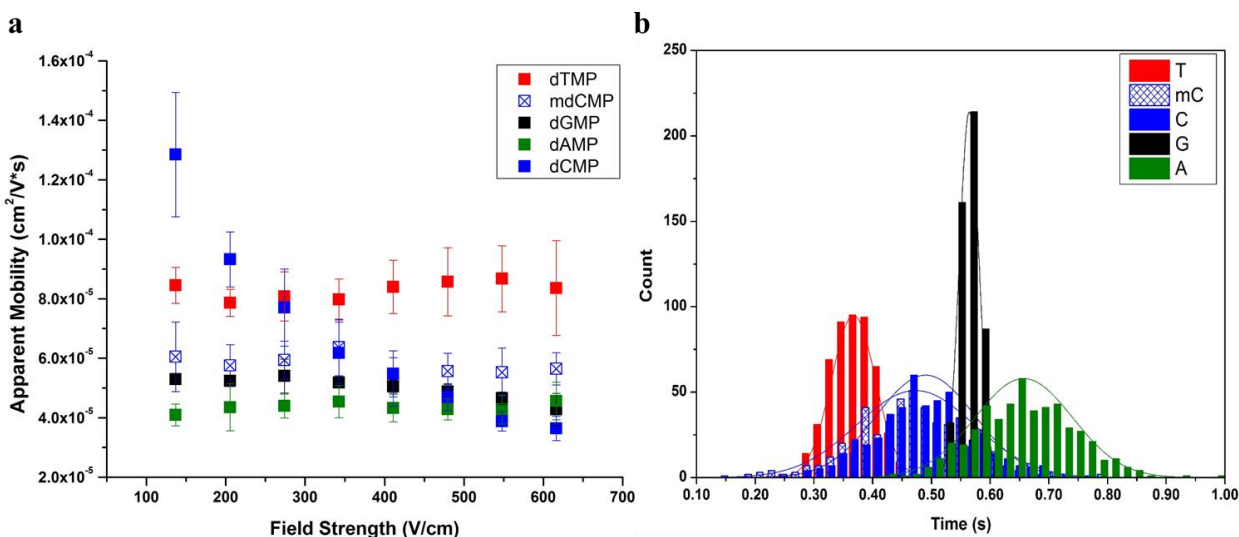 a
1.6x10-4
1.4x10-4
1.2x10-4
1.0x10-4
8.0x10-5
6.0x10-5
4.0x10-5
2.0x10-5
Apparent Mobility (cm2/V*s)
dTMP
mdCMP
dGMP
dAMP
dCMP
100 200 300 400 500 600 700
Field Strength (V/cm)
b
250
200
150
100
50
0
Count
T
mC
C
G
A
0.10 0.20 0.30 0.40 0.50 0.60 0.70 0.80 0.90 1.00
Time (s)